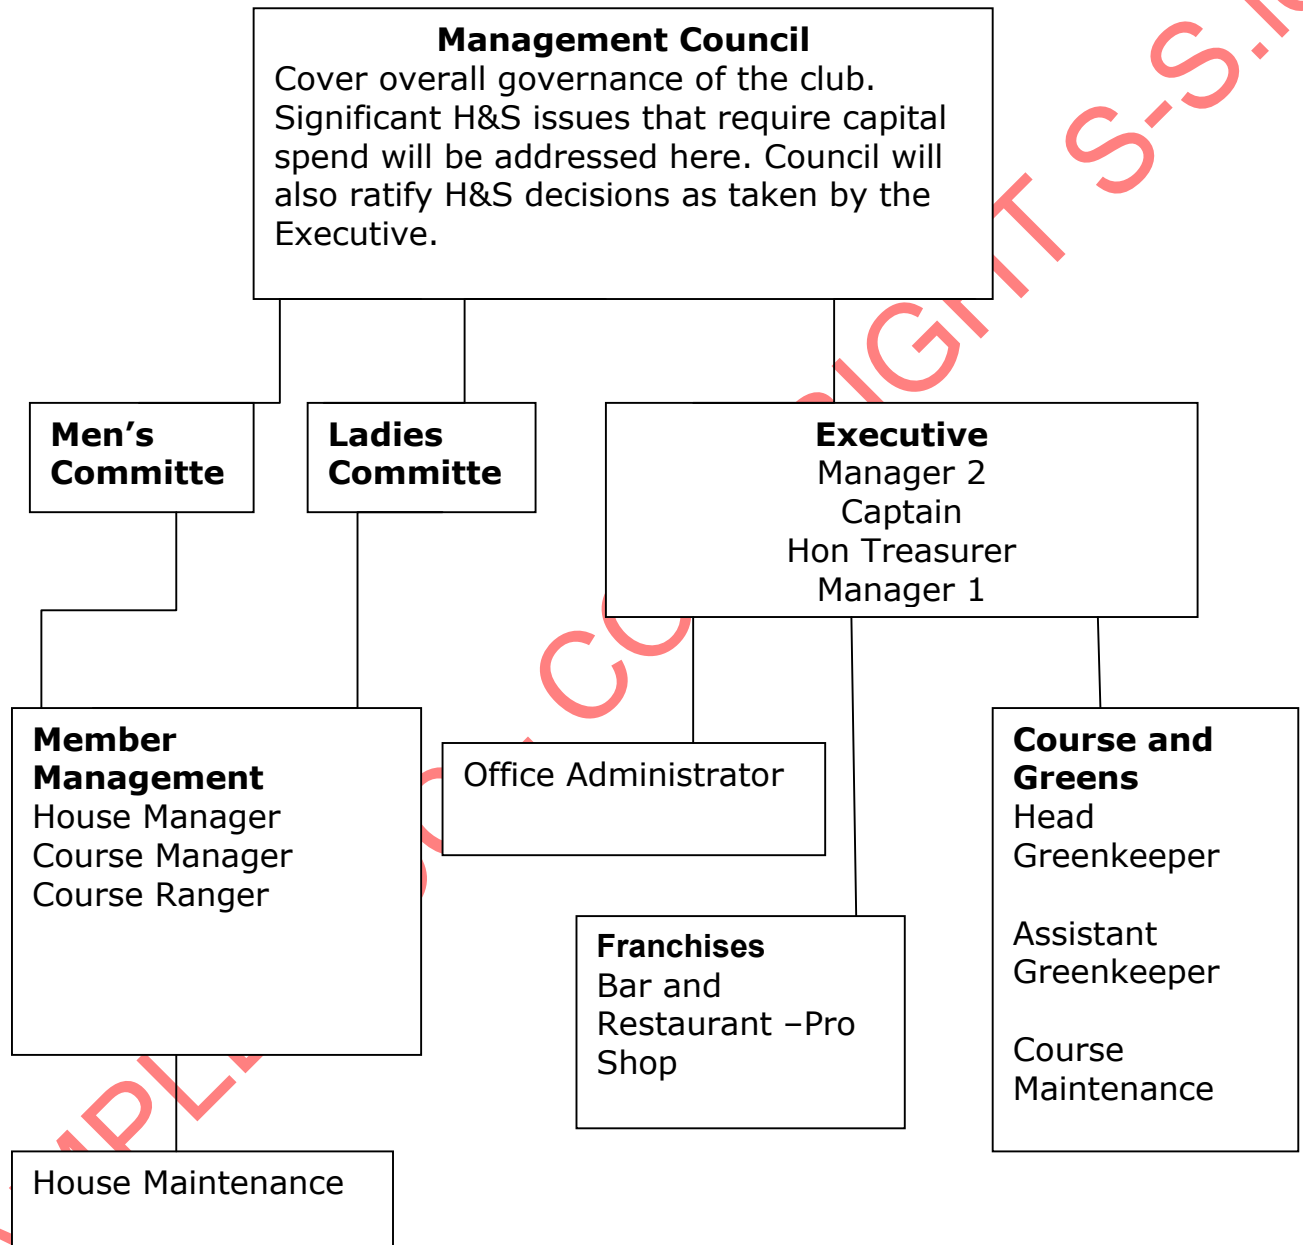 Management Council
Cover overall governance of the club.
Significant H&S issues that require capital
spend will be addressed here. Council will
also ratify H&S decisions as taken by the
Executive.
Men’s
Committe
Ladies
Committe
Executive
Manager 2
Captain
Hon Treasurer
Manager 1
Member
Management
House Manager
Course Manager
Course Ranger
Office Administrator
Franchises
Bar and
Restaurant –Pro
Shop
Course and
Greens
Head
Greenkeeper
Assistant
Greenkeeper
Course
Maintenance
House Maintenance